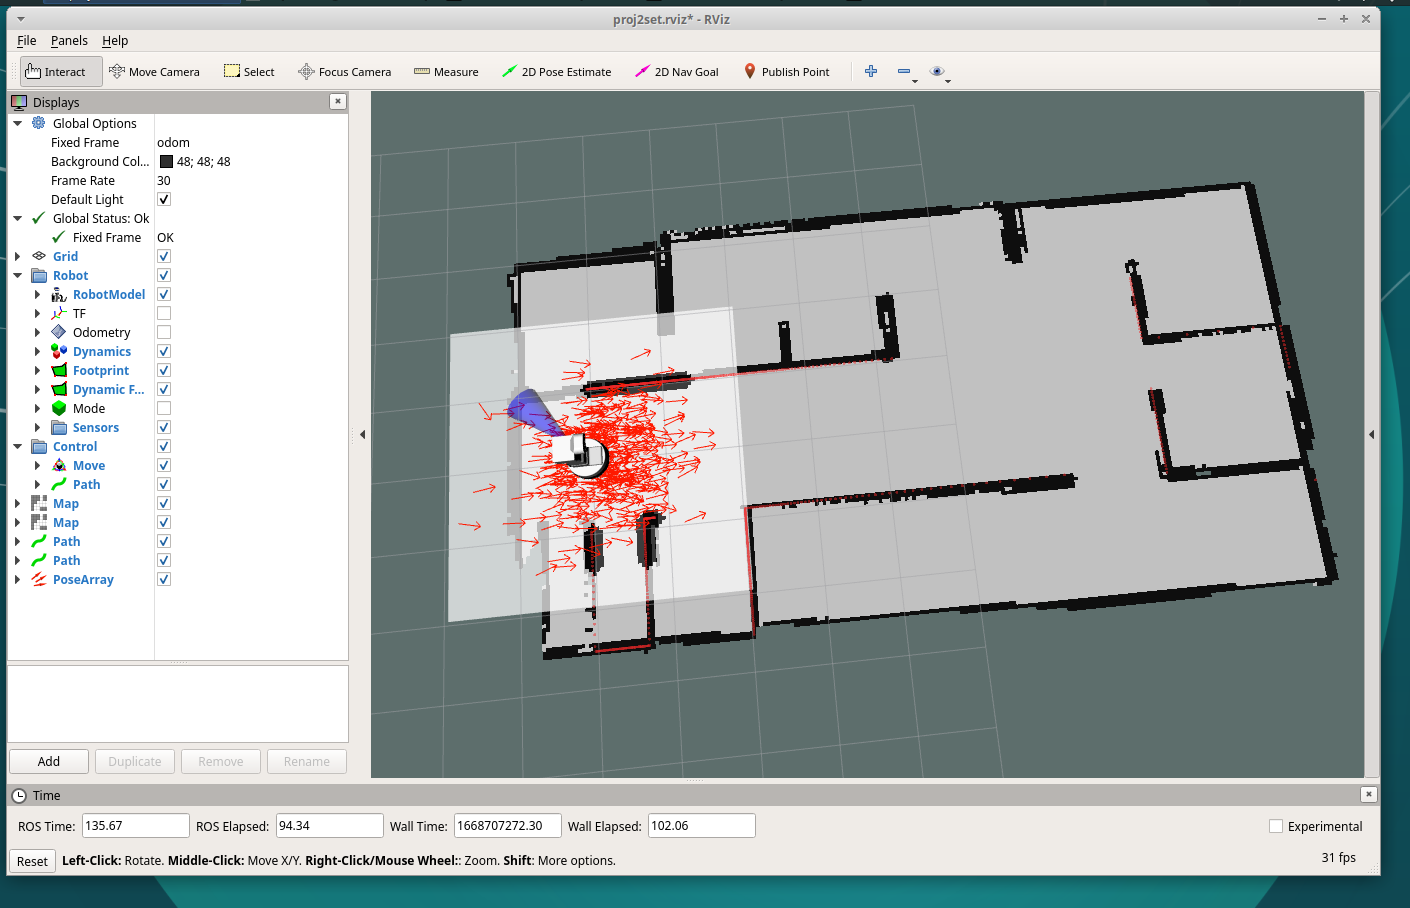 proj2set.rviz* - RViz
File Panels Help
Interact Move Camera Select Focus Camera Measure 2D Pose Estimate 2D Nav Goal Publish Point
Displays
Global Options
Fixed Frame odom
Background Col... 48; 48; 48
Frame Rate 30
Default Light
Global Status: Ok
Fixed Frame OK
Grid
Robot
RobotModel
TF
Odometry
Dynamics
Footprint
Dynamic F...
Mode
Sensors
Control
Move
Path
Map
Map
Path
Path
PoseArray
Add Duplicate Remove Rename
Time
ROS Time: 135.67 ROS Elapsed: 94.34 Wall Time: 1668707272.30 Wall Elapsed: 102.06 Experimental
Reset Left-Click: Rotate. Middle-Click: Move X/Y. Right-Click/Mouse Wheel:: Zoom. Shift: More options. 31 fps